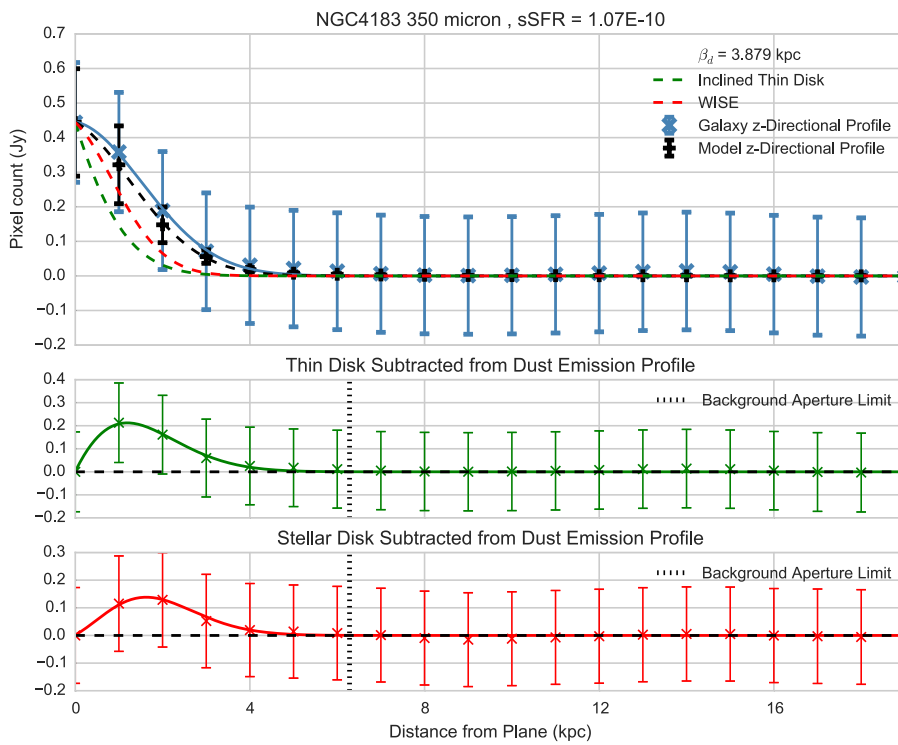 NGC4183 350 micron , sSFR = 1.07E-10
0.7
0.6
0.5
0.4
0.3
0.2
0.1
0.0
−0.1
−0.2
Pixel count (Jy)
β_d = 3.879 kpc
Inclined Thin Disk
WISE
Galaxy z-Directional Profile
Model z-Directional Profile
Thin Disk Subtracted from Dust Emission Profile
0.4
0.3
0.2
0.1
0.0
−0.1
−0.2
Background Aperture Limit
Stellar Disk Subtracted from Dust Emission Profile
0.3
0.2
0.1
0.0
−0.1
−0.2
Background Aperture Limit
0 4 8 12 16
Distance from Plane (kpc)